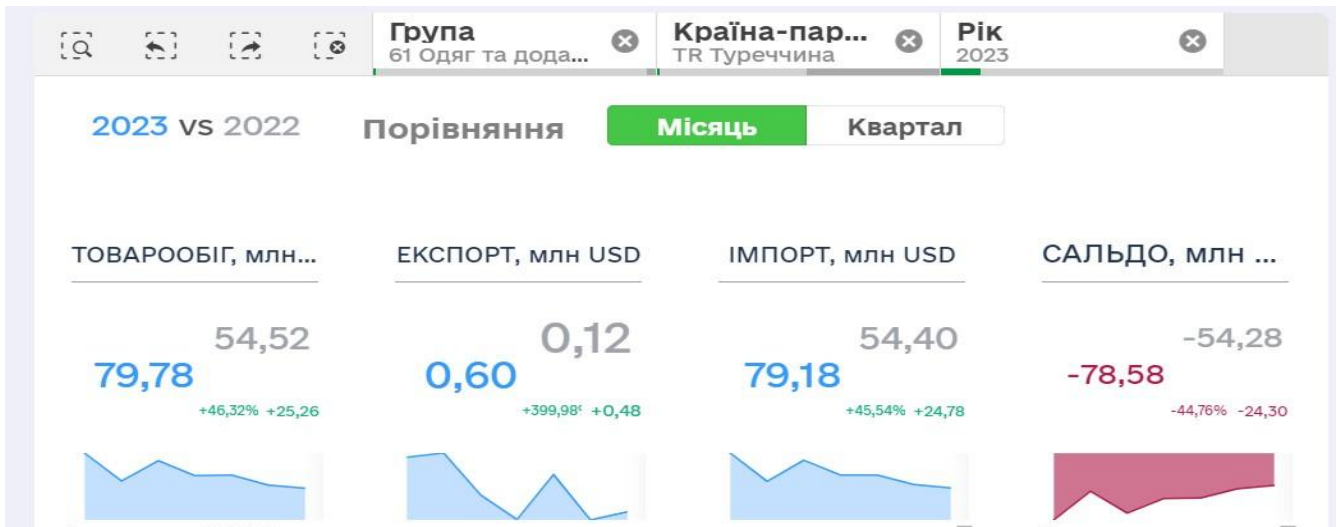 Група
61 Одяг та дода...
Країна-пар...
TR Туреччина
Рік
2023
2023 vs 2022
Порівняння
Місяць
Квартал
ТОВАРООБІГ, млн...
ЕКСПОРТ, млн USD
ІМПОРТ, млн USD
САЛЬДО, млн ...
54,52
79,78
+46,32% +25,26
0,12
0,60
+399,98 +0,48
54,40
79,18
+45,54% +24,78
-54,28
-78,58
-44,76% -24,30